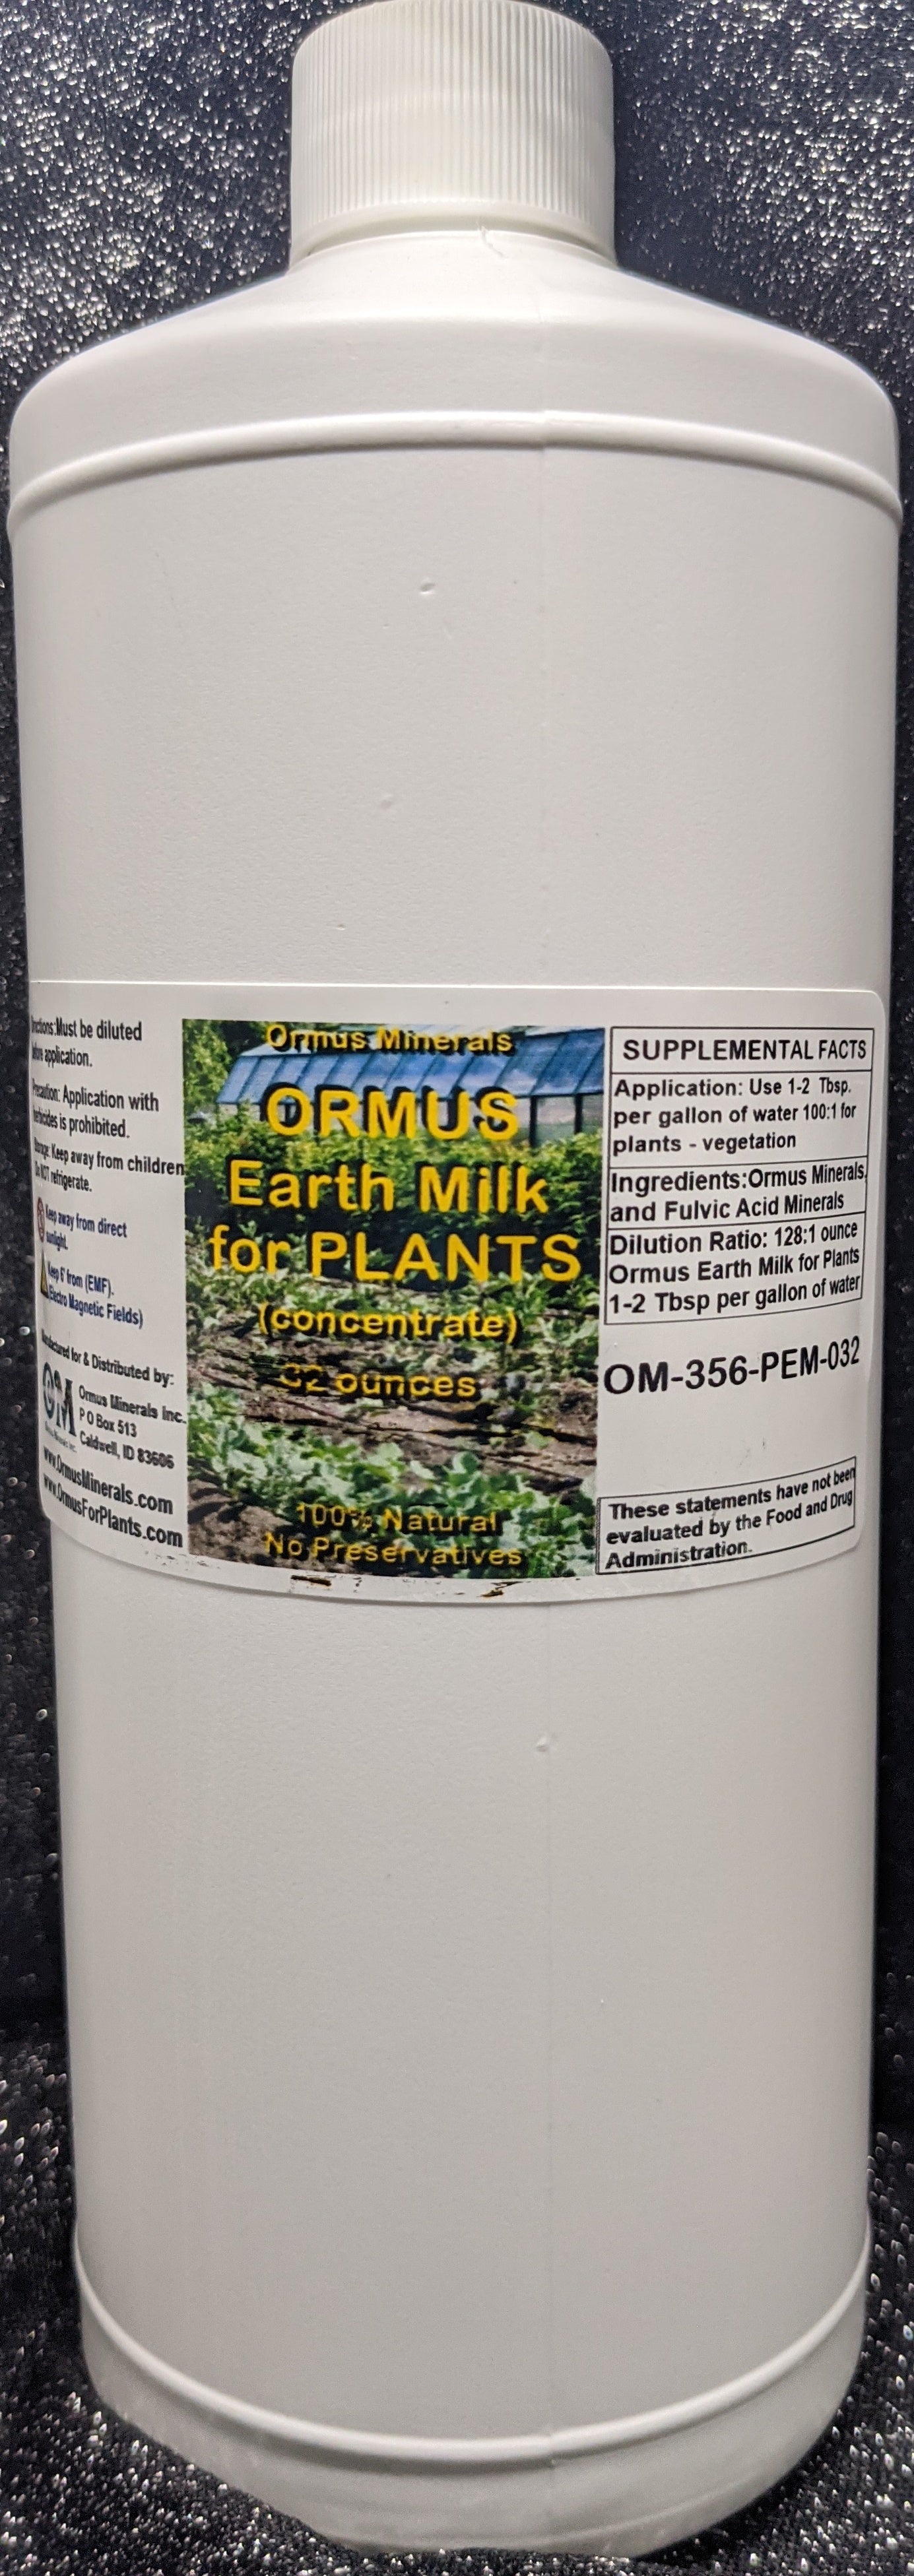 Must be diluted
application.
Application with
is prohibited.
Keep away from children
Do NOT refrigerate.
Keep away from direct
sunlight.
Keep 6' from (EMF).
Electro Magnetic Fields)
for & Distributed by:
OM
Ormus Minerals Inc.
P O Box 513
Caldwell, ID 83606
www.OrmusMinerals.com
www.OrmusForPlants.com
Ormus Minerals
ORMUS
Earth Milk
for PLANTS
(concentrate)
32 ounces
100% Natural
No Preservatives
SUPPLEMENTAL FACTS
Application: Use 1-2 Tbsp.
per gallon of water 100:1 for
plants - vegetation
Ingredients:Ormus Minerals,
and Fulvic Acid Minerals
Dilution Ratio: 128:1 ounce
Ormus Earth Milk for Plants
1-2 Tbsp per gallon of water
OM-356-PEM-032
These statements have not been
evaluated by the Food and Drug
Administration.